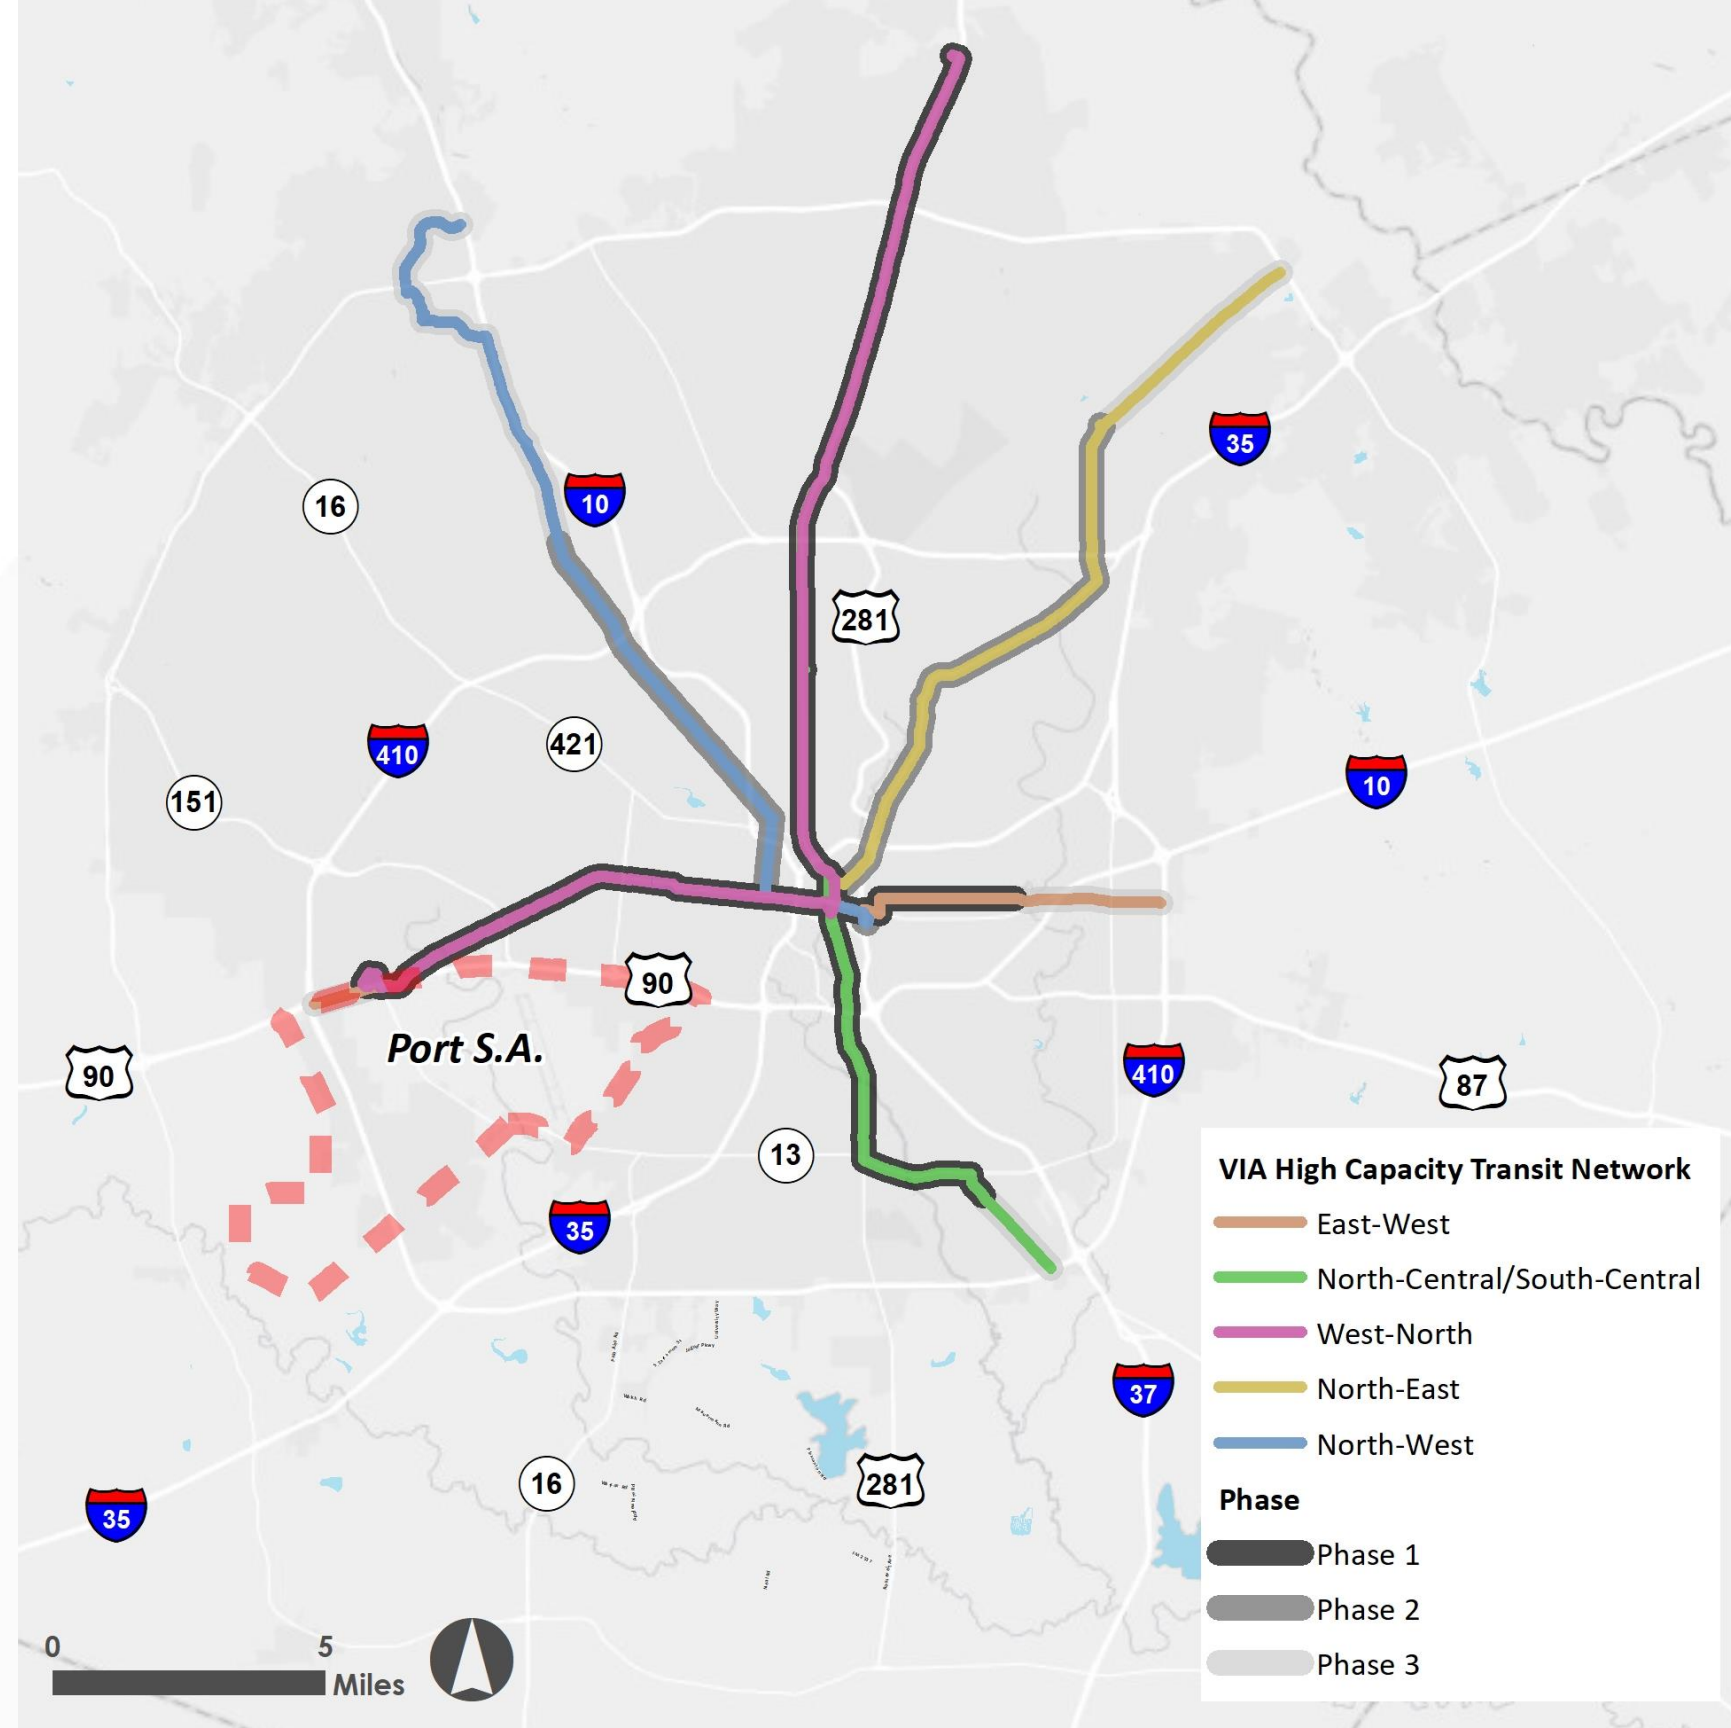 35
10
16
281
421
410
151
10
90
Port S.A.
90
410
87
13
35
VIA High Capacity Transit Network
East-West
North-Central/South-Central
West-North
North-East
North-West
37
16
281
35
Phase
Phase 1
Phase 2
Phase 3
0 5
Miles